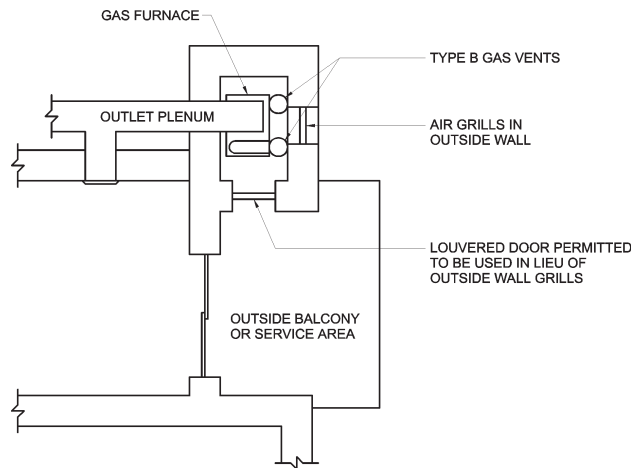 GAS FURNACE
TYPE B GAS VENTS
OUTLET PLENUM
AIR GRILLS IN
OUTSIDE WALL
LOUVERED DOOR PERMITTED
TO BE USED IN LIEU OF
OUTSIDE WALL GRILLS
OUTSIDE BALCONY
OR SERVICE AREA